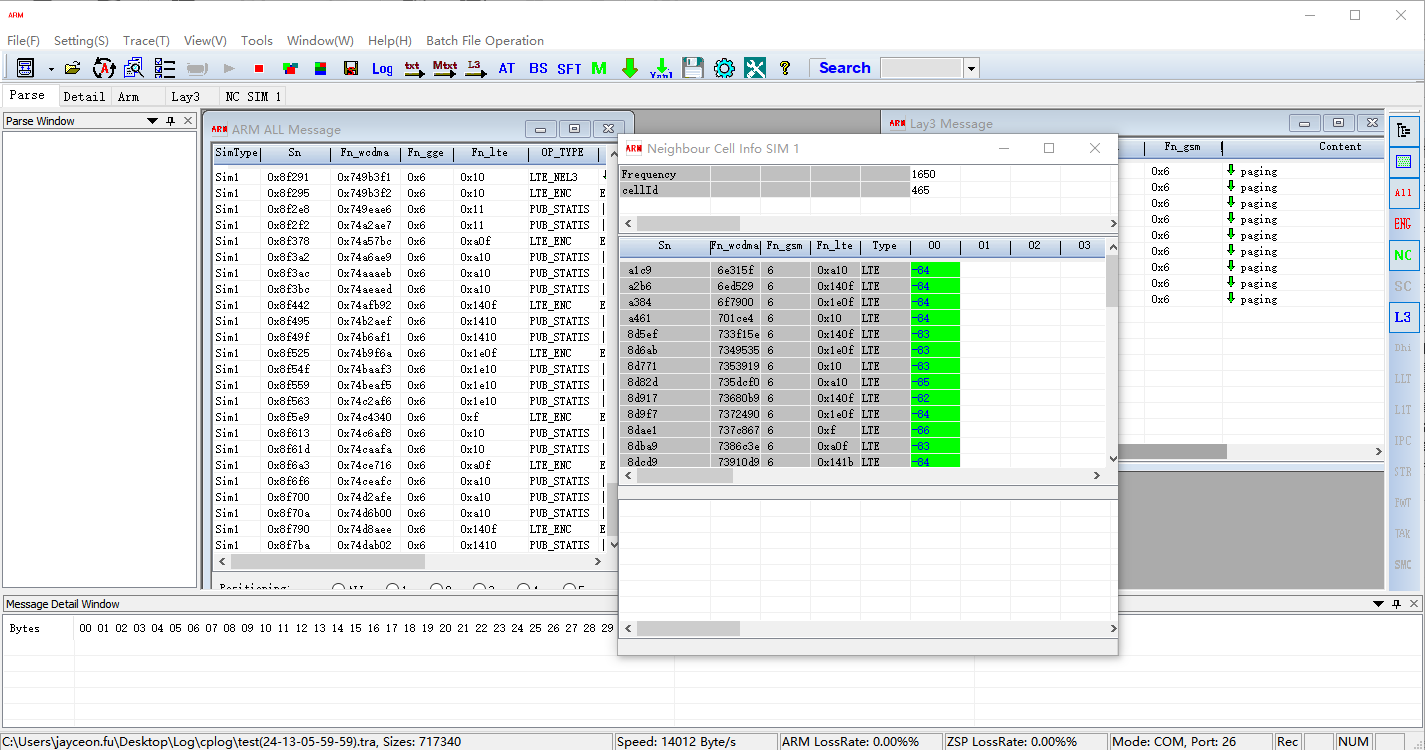 ARM
File(F) Setting(S) Trace(T) View(V) Tools Window(W) Help(H) Batch File Operation
Log txt Mtxt L3 AT BS SFT M Yaml ? Search
Parse Detail Arm Lay3 NC SIM 1
Parse Window
ARM ARM ALL Message
SimType Sn Fn_wcdma Fn_gge Fn_lte OP_TYPE
Sim1 0x8f291 0x749b3f1 0x6 0x10 LTE_NEL3
Sim1 0x8f295 0x749b3f2 0x6 0x10 LTE_ENC E
Sim1 0x8f2e8 0x749eae6 0x6 0x11 PUB_STATIS
Sim1 0x8f2f2 0x74a2ae7 0x6 0x11 PUB_STATIS
Sim1 0x8f378 0x74a57bc 0x6 0xa0f LTE_ENC E
Sim1 0x8f3a2 0x74a6ae9 0x6 0xa10 PUB_STATIS
Sim1 0x8f3ac 0x74aaaeb 0x6 0xa10 PUB_STATIS
Sim1 0x8f3bc 0x74aeaed 0x6 0xa10 PUB_STATIS
Sim1 0x8f442 0x74afb92 0x6 0x140f LTE_ENC E
Sim1 0x8f495 0x74b2aef 0x6 0x1410 PUB_STATIS
Sim1 0x8f49f 0x74b6af1 0x6 0x1410 PUB_STATIS
Sim1 0x8f525 0x74b9f6a 0x6 0x1e0f LTE_ENC E
Sim1 0x8f54f 0x74baaf3 0x6 0x1e10 PUB_STATIS
Sim1 0x8f559 0x74beaf5 0x6 0x1e10 PUB_STATIS
Sim1 0x8f563 0x74c2af6 0x6 0x1e10 PUB_STATIS
Sim1 0x8f5e9 0x74c4340 0x6 0xf LTE_ENC E
Sim1 0x8f613 0x74c6af8 0x6 0x10 PUB_STATIS
Sim1 0x8f61d 0x74caafa 0x6 0x10 PUB_STATIS
Sim1 0x8f6a3 0x74ce716 0x6 0xa0f LTE_ENC E
Sim1 0x8f6f6 0x74ceafc 0x6 0xa10 PUB_STATIS
Sim1 0x8f700 0x74d2afe 0x6 0xa10 PUB_STATIS
Sim1 0x8f70a 0x74d6b00 0x6 0xa10 PUB_STATIS
Sim1 0x8f790 0x74d8aee 0x6 0x140f LTE_ENC E
Sim1 0x8f7ba 0x74dab02 0x6 0x1410 PUB_STATIS
ARM Neighbour Cell Info SIM 1
Frequency 1650
cellId 465
Sn Fn_wcdma Fn_gsm Fn_lte Type 00 01 02 03
a1c9 6e315f 6 0xa10 LTE -84
a2b6 6ed529 6 0x140f LTE -84
a384 6f7900 6 0x1e0f LTE -84
a461 701ce4 6 0x10 LTE -84
8d5ef 733f15e 6 0x140f LTE -83
8d6ab 7349535 6 0x1e0f LTE -83
8d771 7353919 6 0x10 LTE -83
8d82d 735dcf0 6 0xa10 LTE -85
8d917 73680b9 6 0x140f LTE -82
8d9f7 7372490 6 0x1e0f LTE -84
8dae1 737c867 6 0xf LTE -86
8dba9 7386c3e 6 0xa0f LTE -83
8dcd9 73910d9 6 0x141b LTE -84
ARM Lay3 Message
Fn_gsm Content
0x6 paging
0x6 paging
0x6 paging
0x6 paging
0x6 paging
0x6 paging
0x6 paging
0x6 paging
0x6 paging
All
ENG
NC
SC
L3
Dhi
LLT
L1T
IPC
STR
PWT
TAK
SMC
Message Detail Window
Bytes 00 01 02 03 04 05 06 07 08 09 10 11 12 13 14 15 16 17 18 19 20 21 22 23 24 25 26 27 28 29
C:\Users\jayceon.fu\Desktop\Log\cplog\test(24-13-05-59-59).tra, Sizes: 717340 Speed: 14012 Byte/s ARM LossRate: 0.00%% ZSP LossRate: 0.00%% Mode: COM, Port: 26 Rec NUM